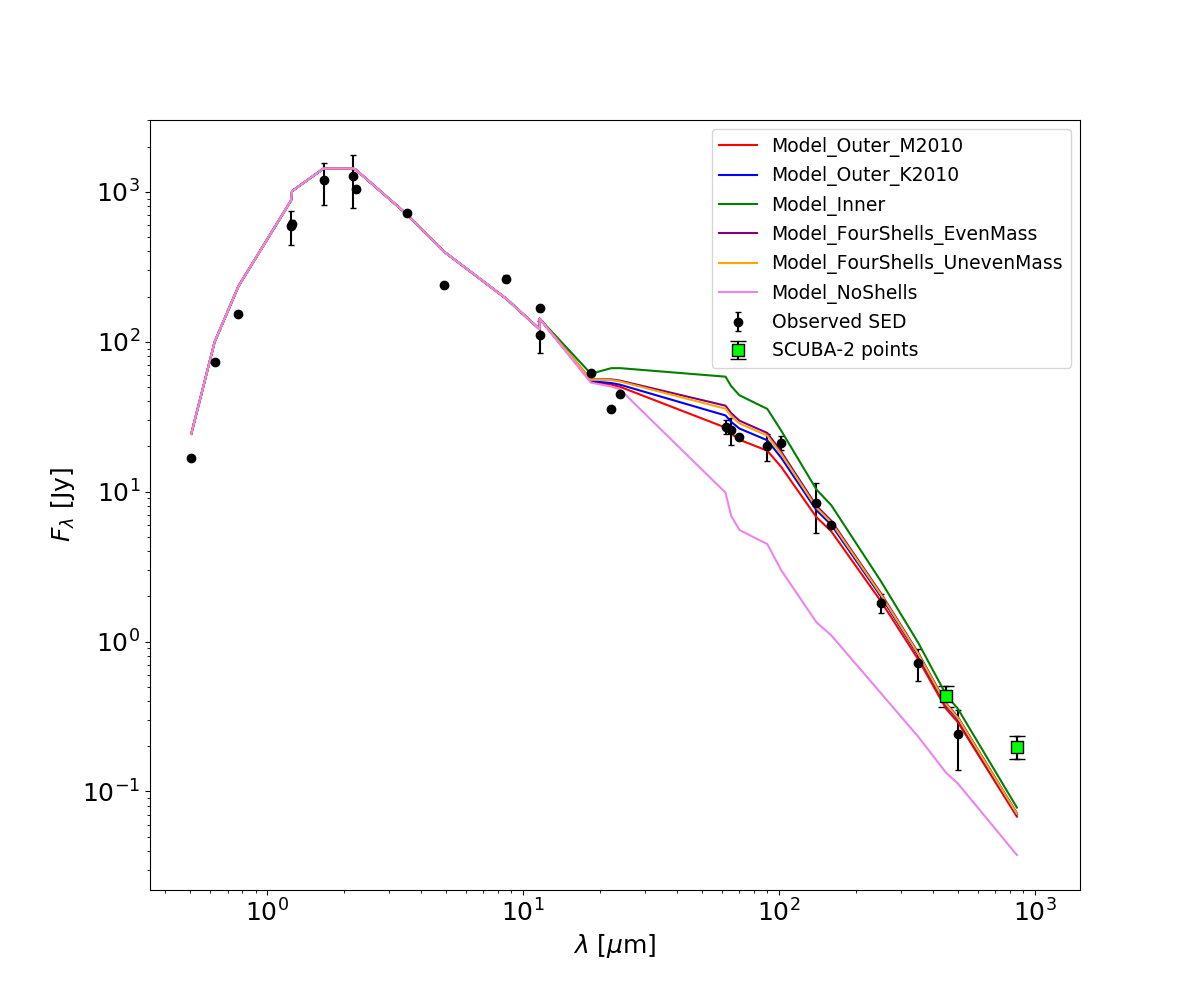 Model_Outer_M2010
Model_Outer_K2010
Model_Inner
Model_FourShells_EvenMass
Model_FourShells_UnevenMass
Model_NoShells
Observed SED
SCUBA-2 points
10³
10²
10¹
10⁰
10⁻¹
F_λ [Jy]
10⁰ 10¹ 10² 10³
λ [μm]